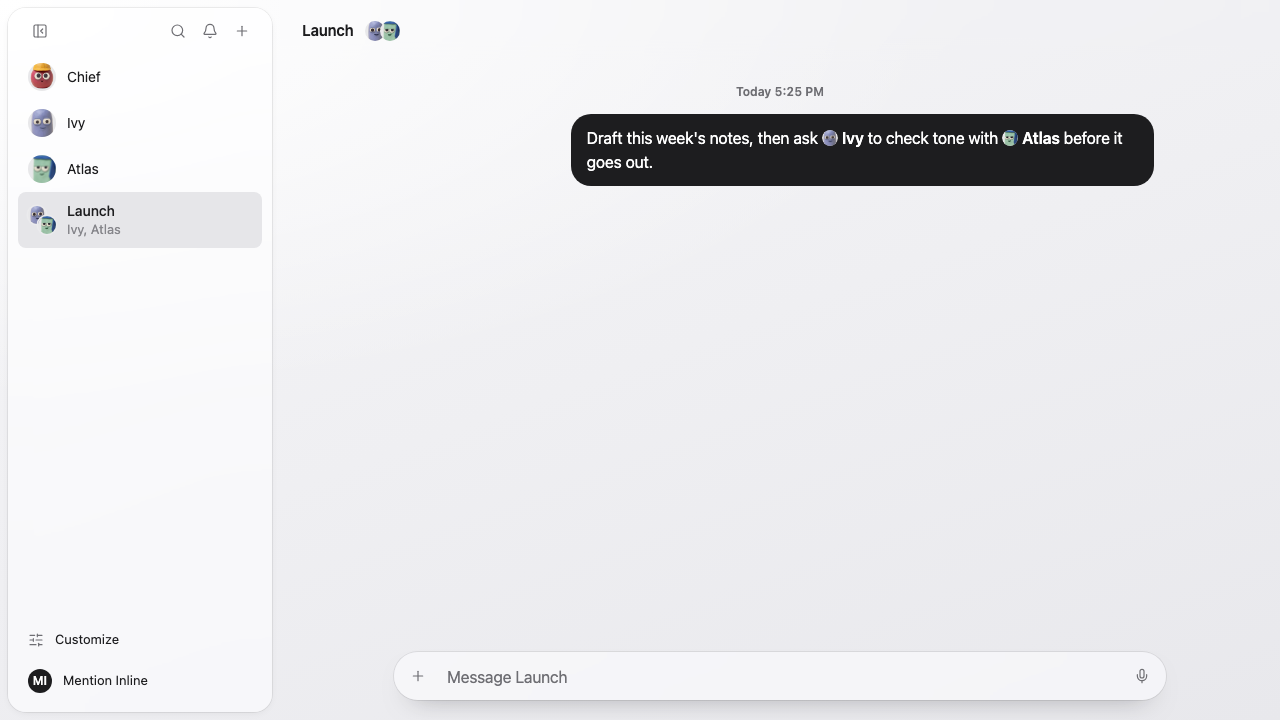 Chief
Ivy
Atlas
Launch
Ivy, Atlas
Customize
MI
Mention Inline
Launch
Today 5:25 PM
Draft this week's notes, then ask Ivy to check tone with Atlas before it
goes out.
Message Launch